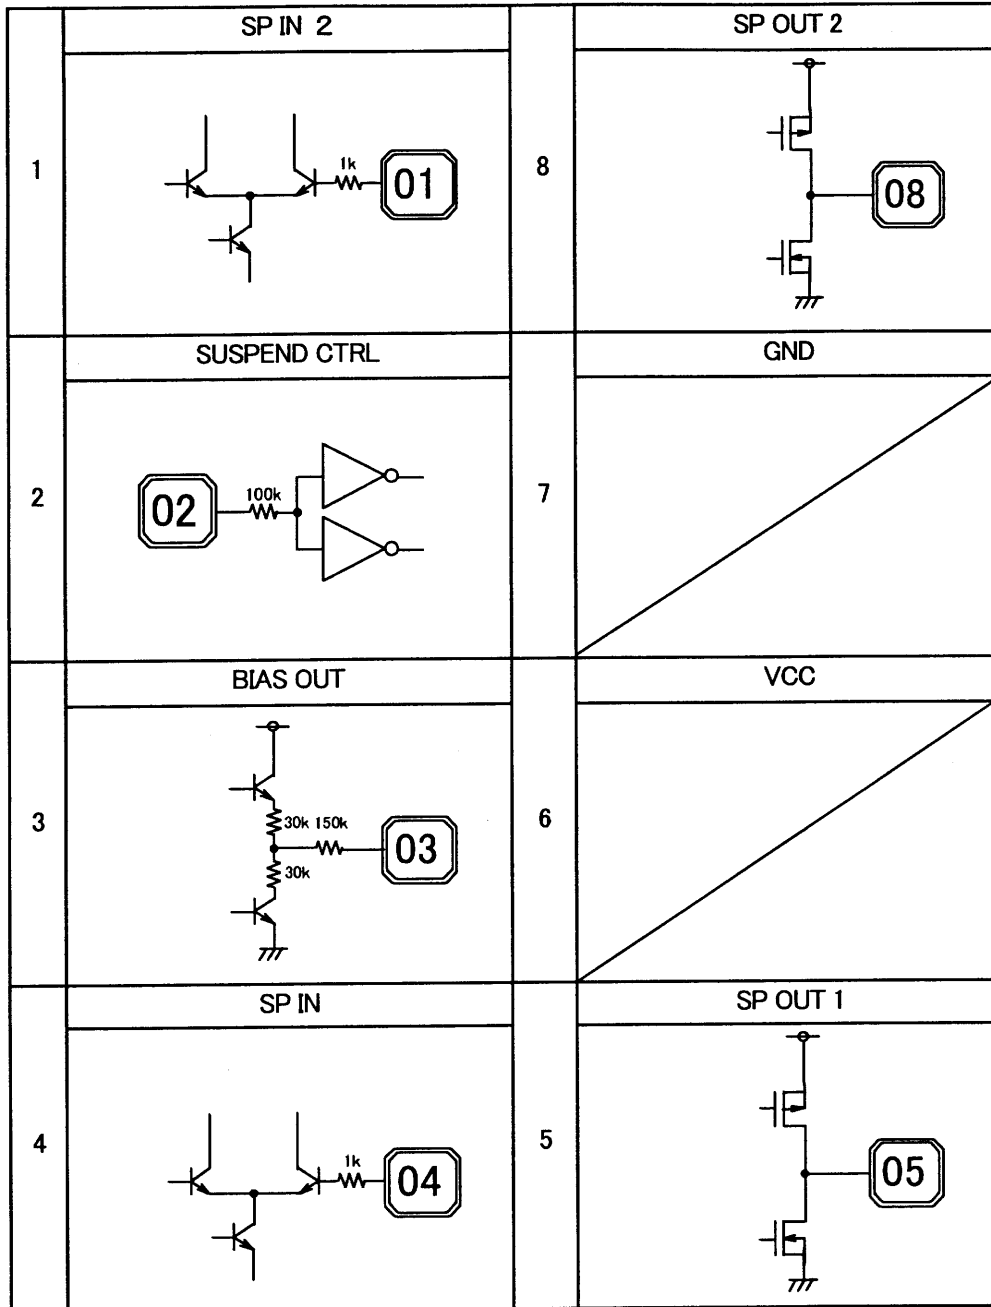 SP IN 2
SP OUT 2
1
1k
01
8
08
SUSPEND CTRL
GND
2
02
100k
7
BIAS OUT
VCC
3
30k 150k
03
30k
6
SP IN
SP OUT 1
4
1k
04
5
05